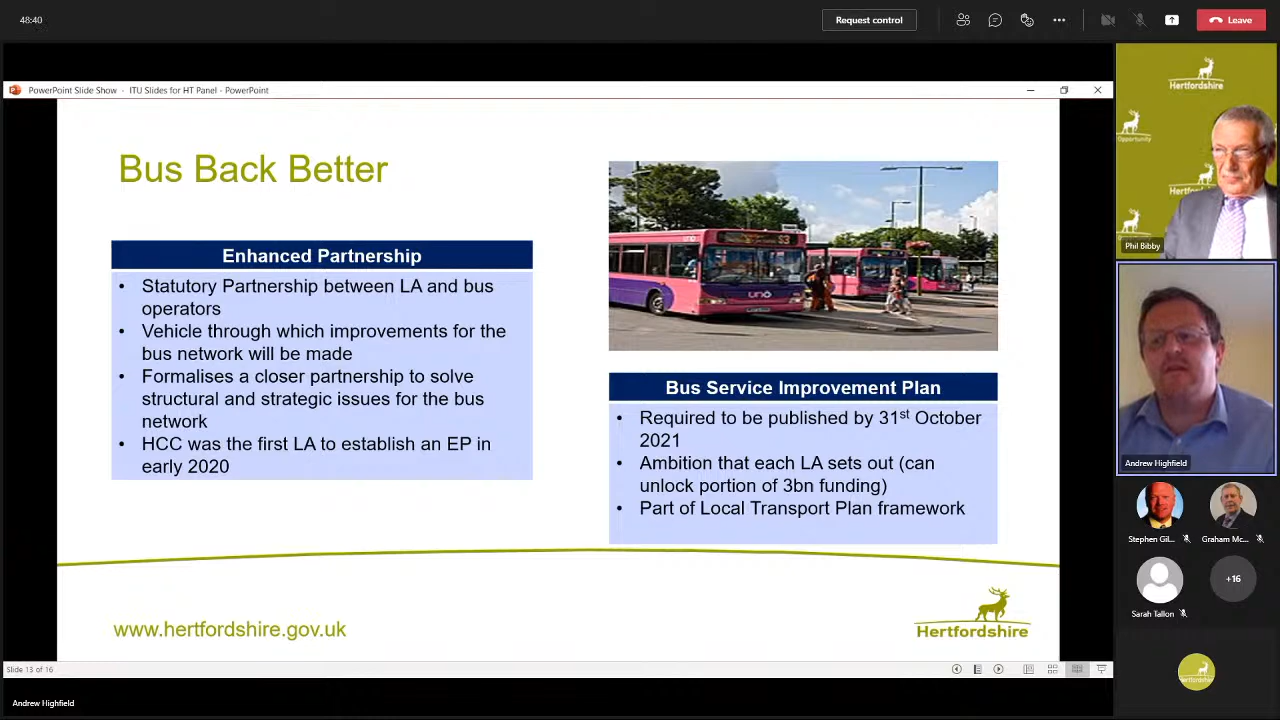 48:40
Request control
Leave
PowerPoint Slide Show - ITU Slides for HT Panel - PowerPoint
Bus Back Better
Enhanced Partnership
• Statutory Partnership between LA and bus
operators
• Vehicle through which improvements for the
bus network will be made
• Formalises a closer partnership to solve
structural and strategic issues for the bus
network
• HCC was the first LA to establish an EP in
early 2020
S3
uno
Bus Service Improvement Plan
• Required to be published by 31st October
2021
• Ambition that each LA sets out (can
unlock portion of 3bn funding)
• Part of Local Transport Plan framework
www.hertfordshire.gov.uk
Hertfordshire
Slide 13 of 16
Andrew Highfield
Hertfordshire
Opportunity
Phil Bibby
Andrew Highfield
Stephen Gil...
Graham Mc...
Sarah Tallon
+16
Hertfordshire